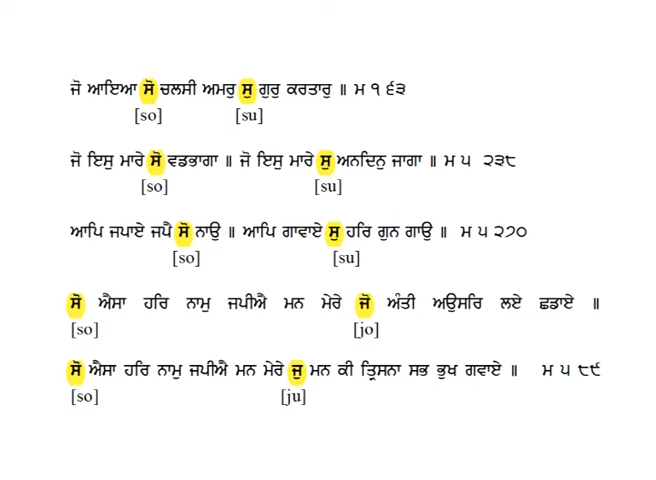 ਜੋ ਆਇਆ ਸੋ ਚਲਸੀ ਅਮਰੁ ਸੁ ਗੁਰੁ ਕਰਤਾਰੁ ॥ ਮ ੧ ੬੩
[so] [su]
ਜੋ ਇਸੁ ਮਾਰੇ ਸੋ ਵਡਭਾਗਾ ॥ ਜੋ ਇਸੁ ਮਾਰੇ ਸੁ ਅਨਦਿਨੁ ਜਾਗਾ ॥ ਮ ੫ ੨੩੮
[so] [su]
ਆਪਿ ਜਪਾਏ ਜਪੈ ਸੋ ਨਾਉ ॥ ਆਪਿ ਗਾਵਾਏ ਸੁ ਹਰਿ ਗੁਨ ਗਾਉ ॥ ਮ ੫ ੨੭੦
[so] [su]
ਸੋ ਐਸਾ ਹਰਿ ਨਾਮੁ ਜਪੀਐ ਮਨ ਮੇਰੇ ਜੋ ਅੰਤੀ ਅਉਸਰਿ ਲਏ ਛਡਾਏ ॥
[so] [jo]
ਸੋ ਐਸਾ ਹਰਿ ਨਾਮੁ ਜਪੀਐ ਮਨ ਮੇਰੇ ਜੁ ਮਨ ਕੀ ਤ੍ਰਿਸਨਾ ਸਭ ਭੁਖ ਗਵਾਏ ॥ ਮ ੫ ੮੯
[so] [ju]